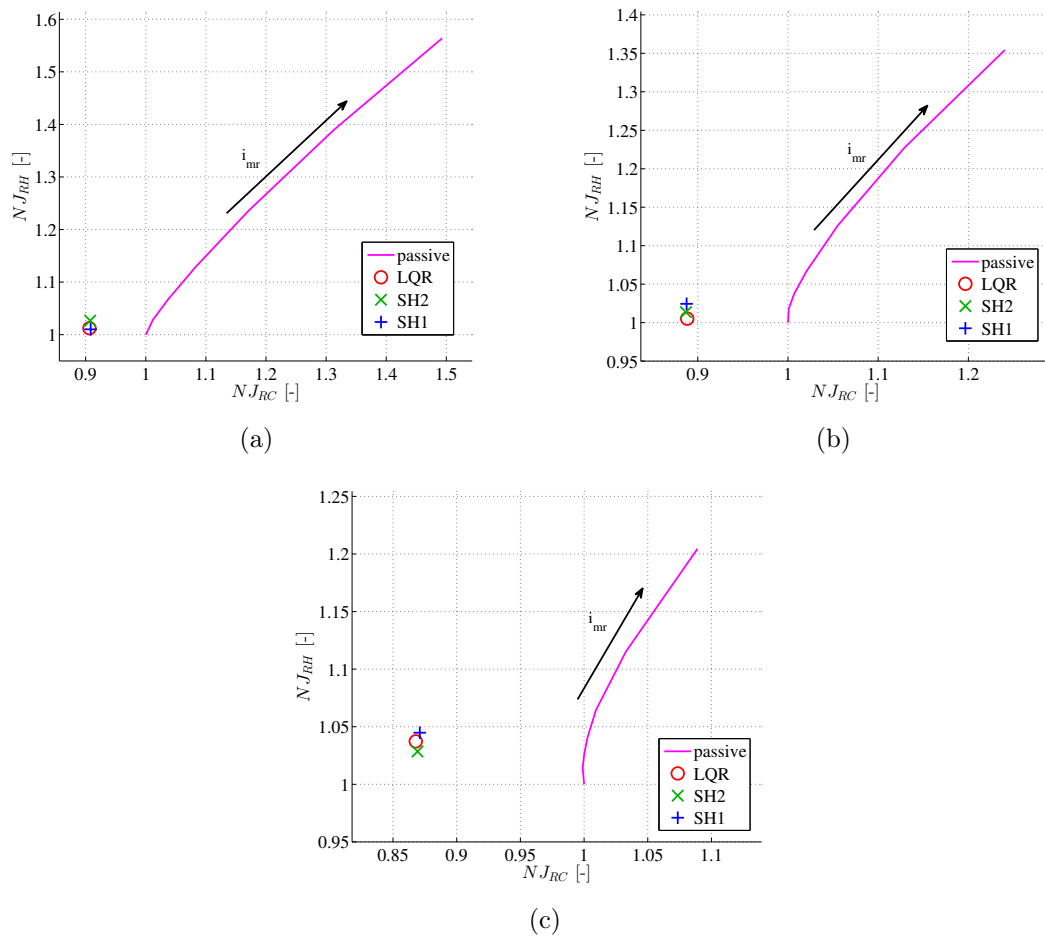 1.6
1.5
1.4
1.3
1.2
1.1
1
NJ_RH [-]
i_mr
passive
LQR
SH2
SH1
0.9 1 1.1 1.2 1.3 1.4 1.5
NJ_RC [-]
(a)
1.4
1.35
1.3
1.25
1.2
1.15
1.1
1.05
1
0.95
NJ_RH [-]
i_mr
passive
LQR
SH2
SH1
0.9 1 1.1 1.2
NJ_RC [-]
(b)
1.25
1.2
1.15
1.1
1.05
1
0.95
NJ_RH [-]
i_mr
passive
LQR
SH2
SH1
0.85 0.9 0.95 1 1.05 1.1
NJ_RC [-]
(c)